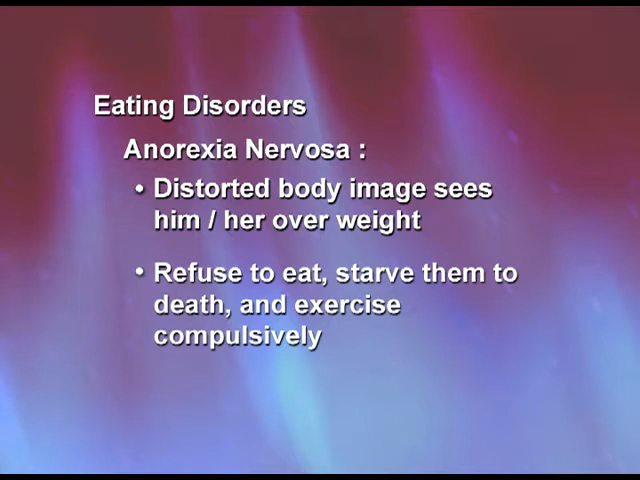 Eating Disorders
Anorexia Nervosa :
• Distorted body image sees
him / her over weight
• Refuse to eat, starve them to
death, and exercise
compulsively